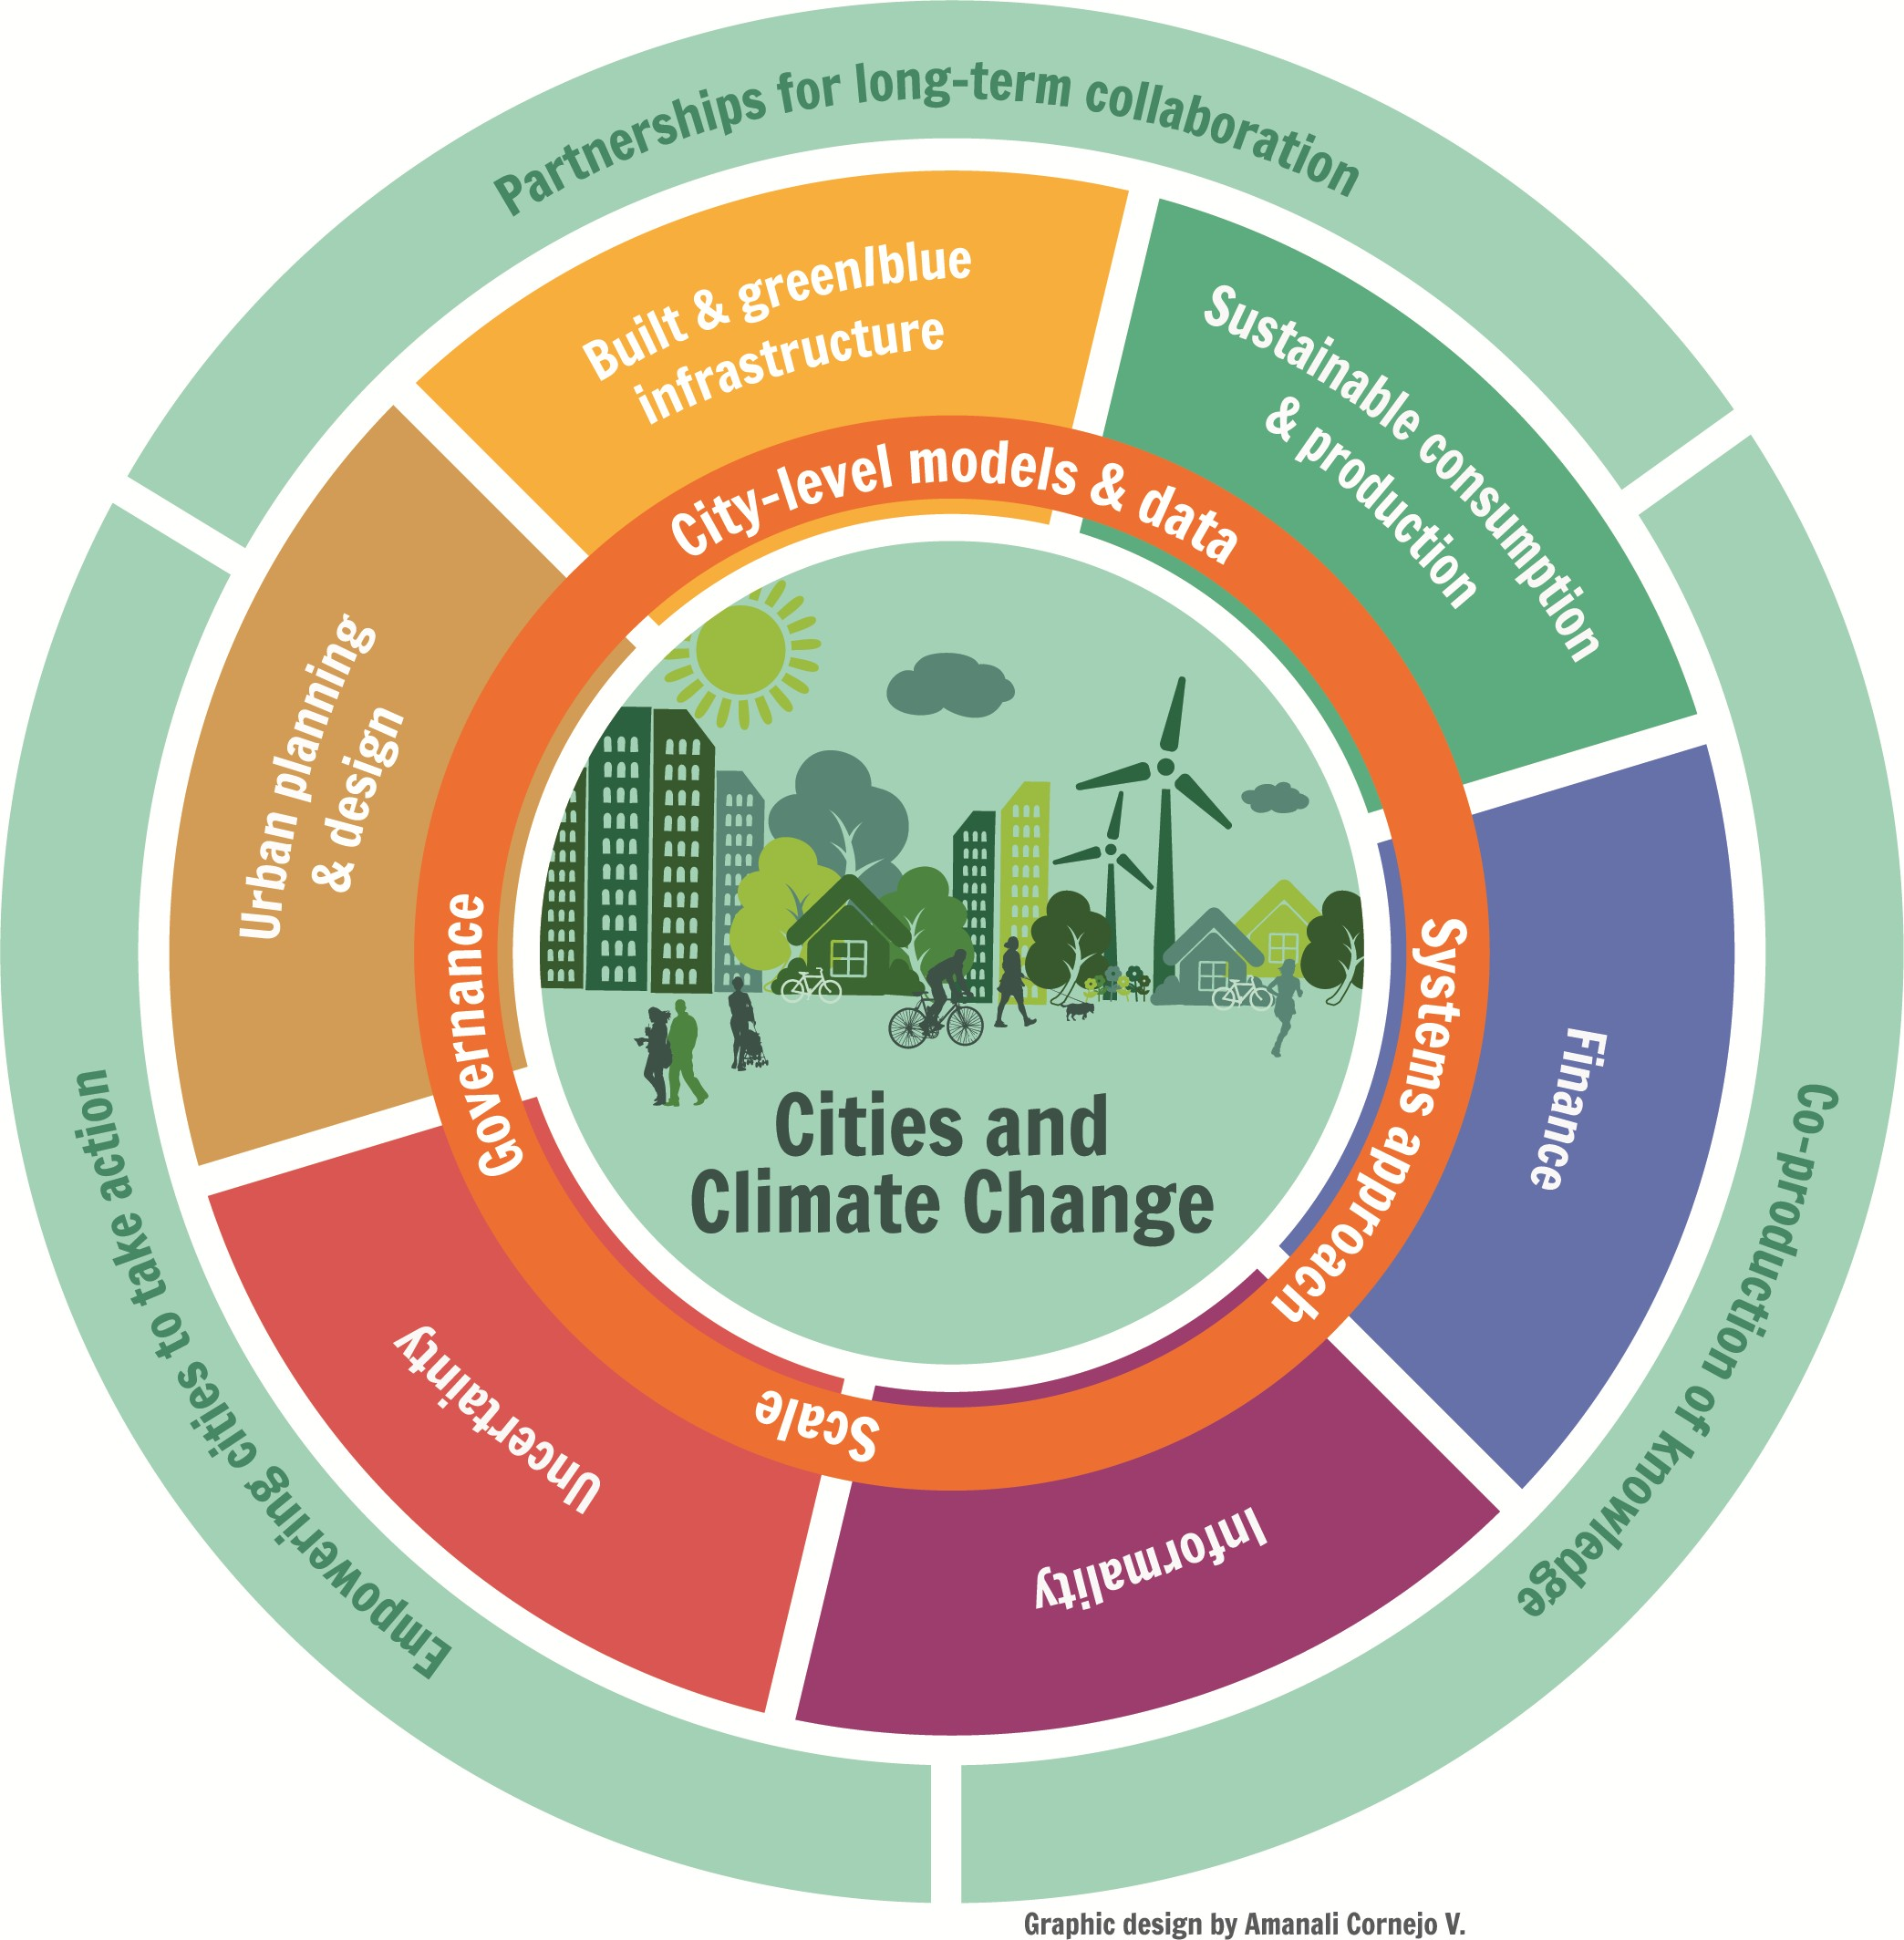 Partnerships for long-term collaboration
Built & green|blue
infrastructure
Sustainable consumption
& production
City-level models & data
Urban planning
& design
Governance
Systems approach
Finance
Cities and
Climate Change
Co-production of knowledge
Empowering cities to take action
Uncertainty
Scale
Informality
Graphic design by Amanali Cornejo V.